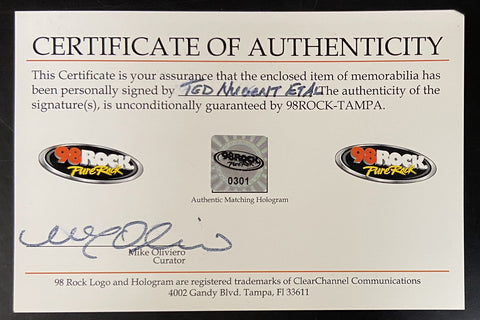 CERTIFICATE OF AUTHENTICITY
This Certificate is your assurance that the enclosed item of memorabilia has
been personally signed by TED NUGENT ETAL The authenticity of the
signature(s), is unconditionally guaranteed by 98ROCK-TAMPA.
98ROCK
Pure Rock
98ROCK
Pure Rock
0301
98ROCK
Pure Rock
Authentic Matching Hologram
Mike Oliviero
Mike Oliviero
Curator
98 Rock Logo and Hologram are registered trademarks of ClearChannel Communications
4002 Gandy Blvd. Tampa, Fl 33611